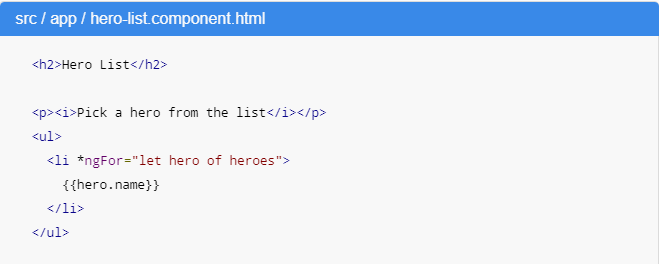 src / app / hero-list.component.html
<h2>Hero List</h2>
<p><i>Pick a hero from the list</i></p>
<ul>
<li *ngFor="let hero of heroes">
{{hero.name}}
</li>
</ul>